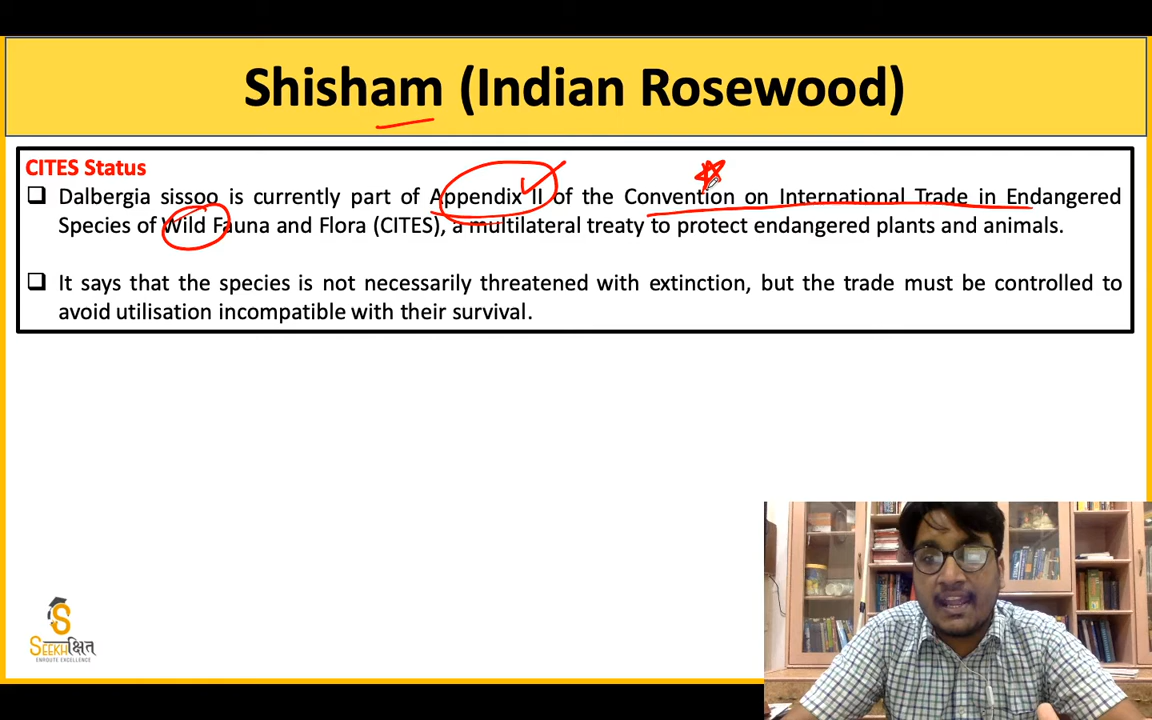 Shisham (Indian Rosewood)
CITES Status
❑ Dalbergia sissoo is currently part of Appendix II of the Convention on International Trade in Endangered
Species of Wild Fauna and Flora (CITES), a multilateral treaty to protect endangered plants and animals.
❑ It says that the species is not necessarily threatened with extinction, but the trade must be controlled to
avoid utilisation incompatible with their survival.
S
SEEKHक्षित
ENROUTE EXCELLENCE